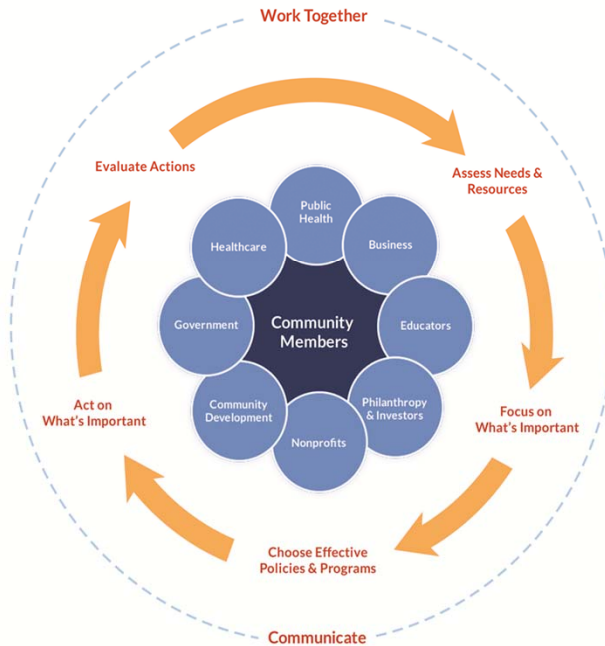 Work Together
Evaluate Actions
Assess Needs &
Resources
Public
Health
Healthcare
Business
Government
Community
Members
Educators
Community
Development
Philanthropy
& Investors
Nonprofits
Act on
What's Important
Focus on
What's Important
Choose Effective
Policies & Programs
Communicate